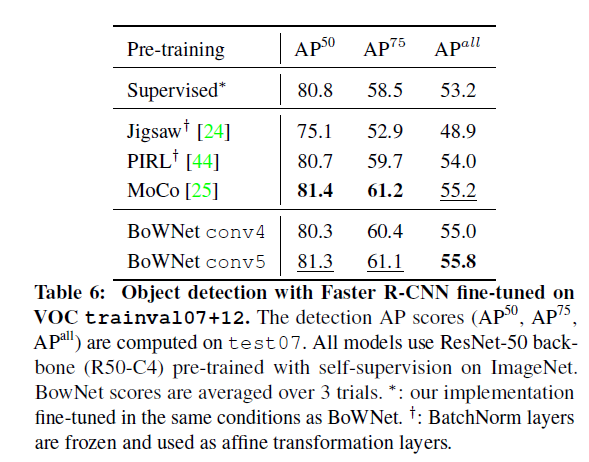 Pre-training AP^50 AP^75 AP^all
Supervised* 80.8 58.5 53.2
Jigsaw† [24] 75.1 52.9 48.9
PIRL† [44] 80.7 59.7 54.0
MoCo [25] 81.4 61.2 55.2
BoWNet conv4 80.3 60.4 55.0
BoWNet conv5 81.3 61.1 55.8
Table 6: Object detection with Faster R-CNN fine-tuned on
VOC trainval07+12. The detection AP scores (AP^50, AP^75,
AP^all) are computed on test07. All models use ResNet-50 back-
bone (R50-C4) pre-trained with self-supervision on ImageNet.
BowNet scores are averaged over 3 trials. *: our implementation
fine-tuned in the same conditions as BoWNet. †: BatchNorm layers
are frozen and used as affine transformation layers.